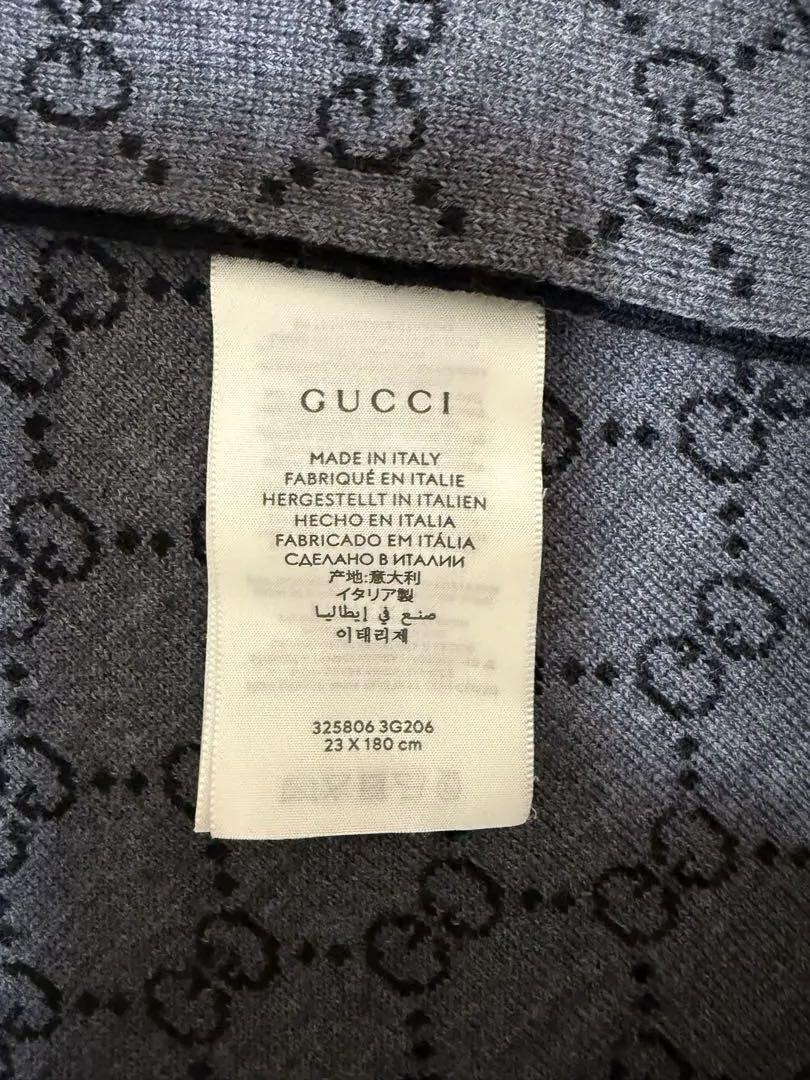 GUCCI
MADE IN ITALY
FABRIQUÉ EN ITALIE
HERGESTELLT IN ITALIEN
HECHO EN ITALIA
FABRICADO EM ITÁLIA
СДЕЛАНО В ИТАЛИИ
产地:意大利
イタリア製
صنع في إيطاليا
이태리제
325806 3G206
23 X 180 cm